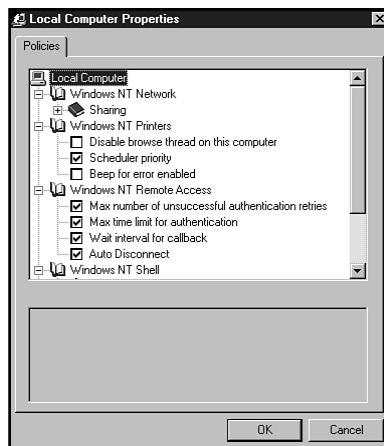 Local Computer Properties
Policies
Local Computer
Windows NT Network
Sharing
Windows NT Printers
Disable browse thread on this computer
Scheduler priority
Beep for error enabled
Windows NT Remote Access
Max number of unsuccessful authentication retries
Max time limit for authentication
Wait interval for callback
Auto Disconnect
Windows NT Shell
OK Cancel